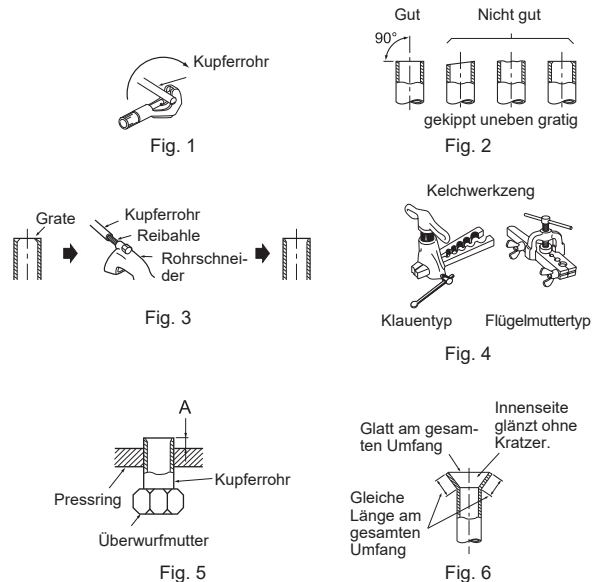 Kupferrohr
Fig. 1
Gut
Nicht gut
90°
gekippt uneben gratig
Fig. 2
Grate
Kupferrohr
Reibahle
Rohrschnei-
der
Fig. 3
Kelchwerkzeng
Klauentyp
Flügelmuttertyp
Fig. 4
A
Kupferrohr
Pressring
Überwurfmutter
Fig. 5
Innenseite
glänzt ohne
Kratzer.
Glatt am gesam-
ten Umfang
Gleiche
Länge am
gesamten
Umfang
Fig. 6